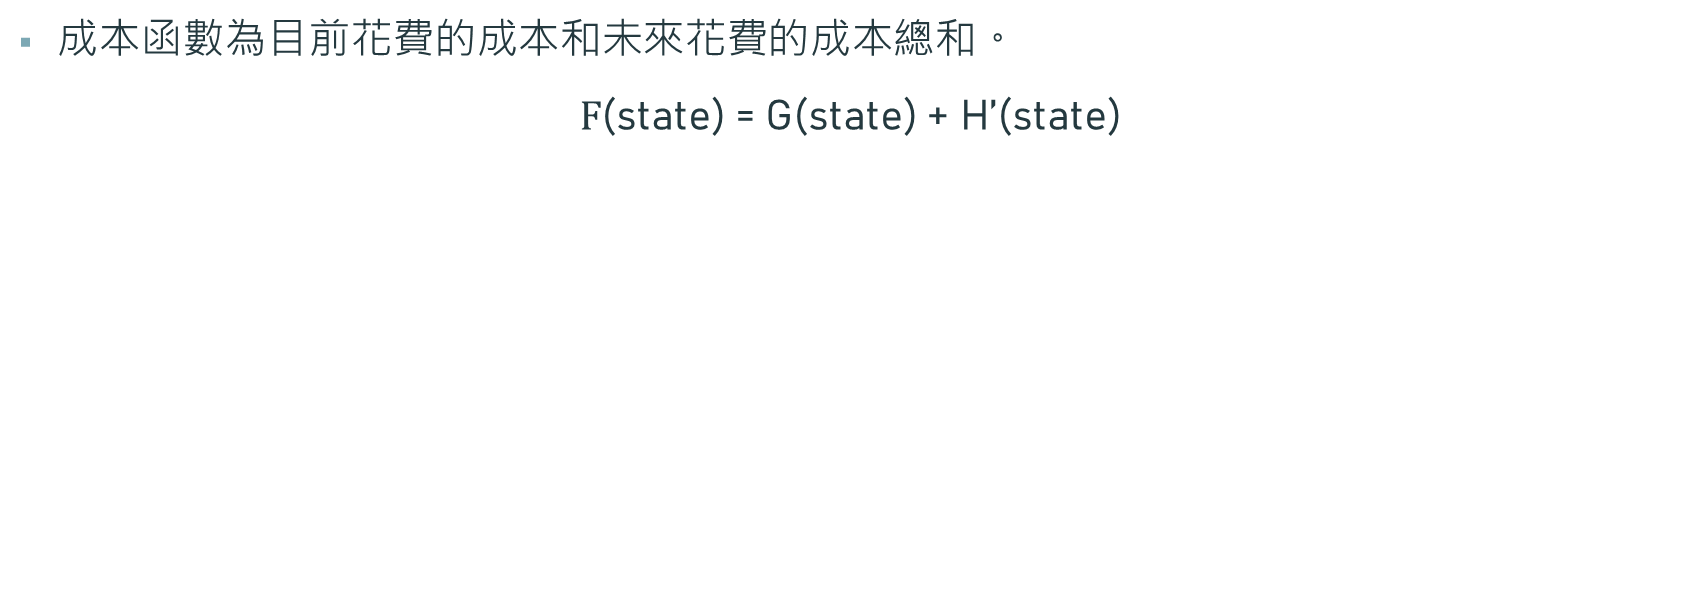 ▪ 成本函數為目前花費的成本和未來花費的成本總和。
F(state) = G(state) + H’(state)